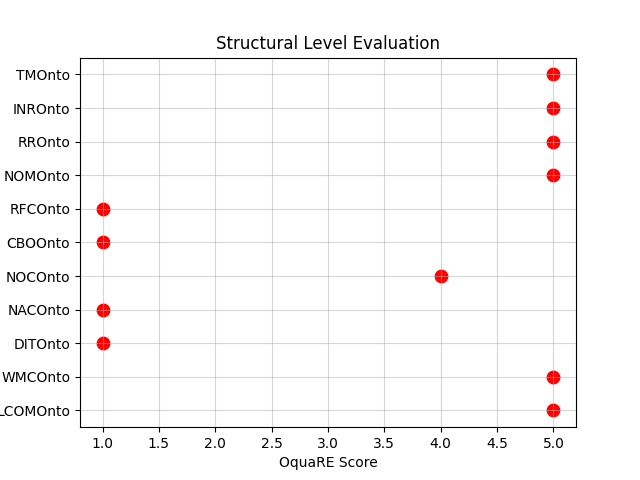 Structural Level Evaluation
TMOnto
INROnto
RROnto
NOMOnto
RFCOnto
CBOOnto
NOCOnto
NACOnto
DITOnto
WMCOnto
LCOMOnto
1.0 1.5 2.0 2.5 3.0 3.5 4.0 4.5 5.0
OquaRE Score